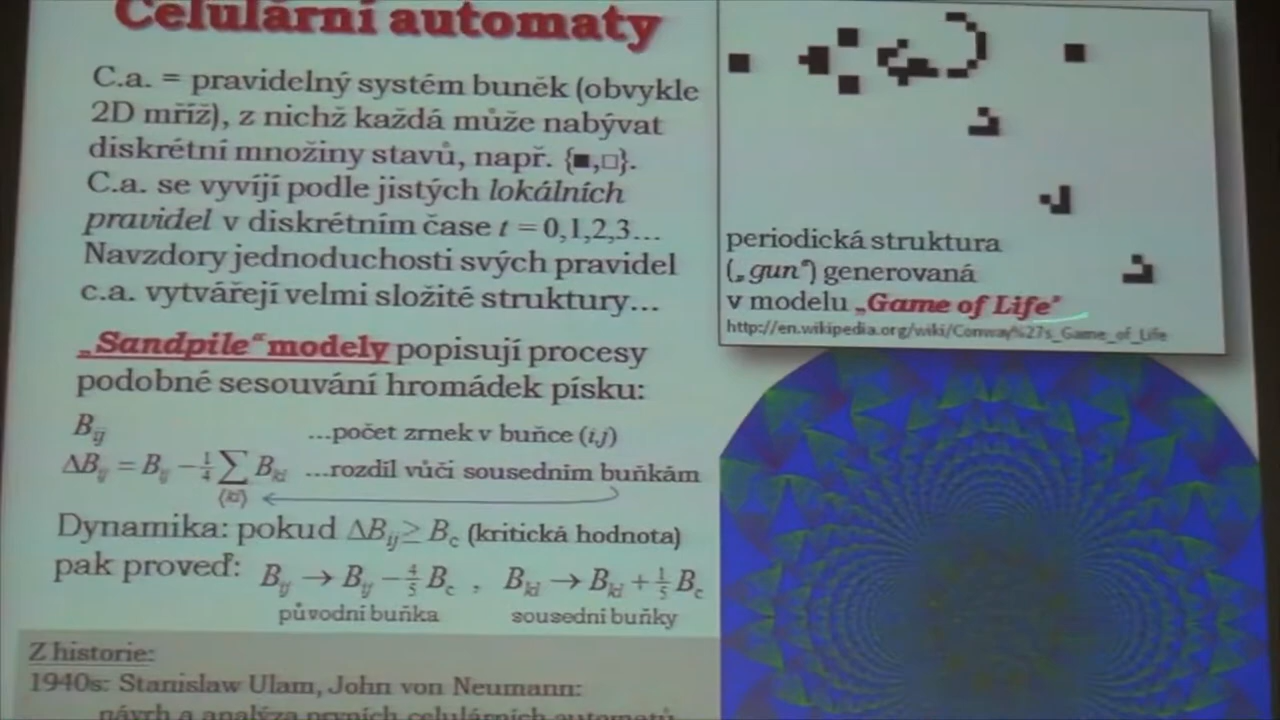 Celulární automaty
C.a. = pravidelný systém buněk (obvykle
2D mříž), z nichž každá může nabývat
diskrétní množiny stavů, např. {■,□}.
C.a. se vyvíjí podle jistých lokálních
pravidel v diskrétním čase t = 0,1,2,3…
Navzdory jednoduchosti svých pravidel
c.a. vytvářejí velmi složité struktury…
„Sandpile“ modely popisují procesy
podobné sesouvání hromádek písku:
B_ij …počet zrnek v buňce (i,j)
ΔB_ij = B_ij − 1/4 ∑_{⟨kl⟩} B_kl …rozdíl vůči sousedním buňkám
Dynamika: pokud ΔB_ij ≥ B_c (kritická hodnota)
pak proveď: B_ij → B_ij − 4/5 B_c , B_kl → B_kl + 1/5 B_c
původní buňka sousední buňky
Z historie:
1940s: Stanislaw Ulam, John von Neumann:
návrh a analýza prvních celulárních automatů
periodická struktura
(„gun“) generovaná
v modelu „Game of Life“
http://en.wikipedia.org/wiki/Conway%27s_Game_of_Life